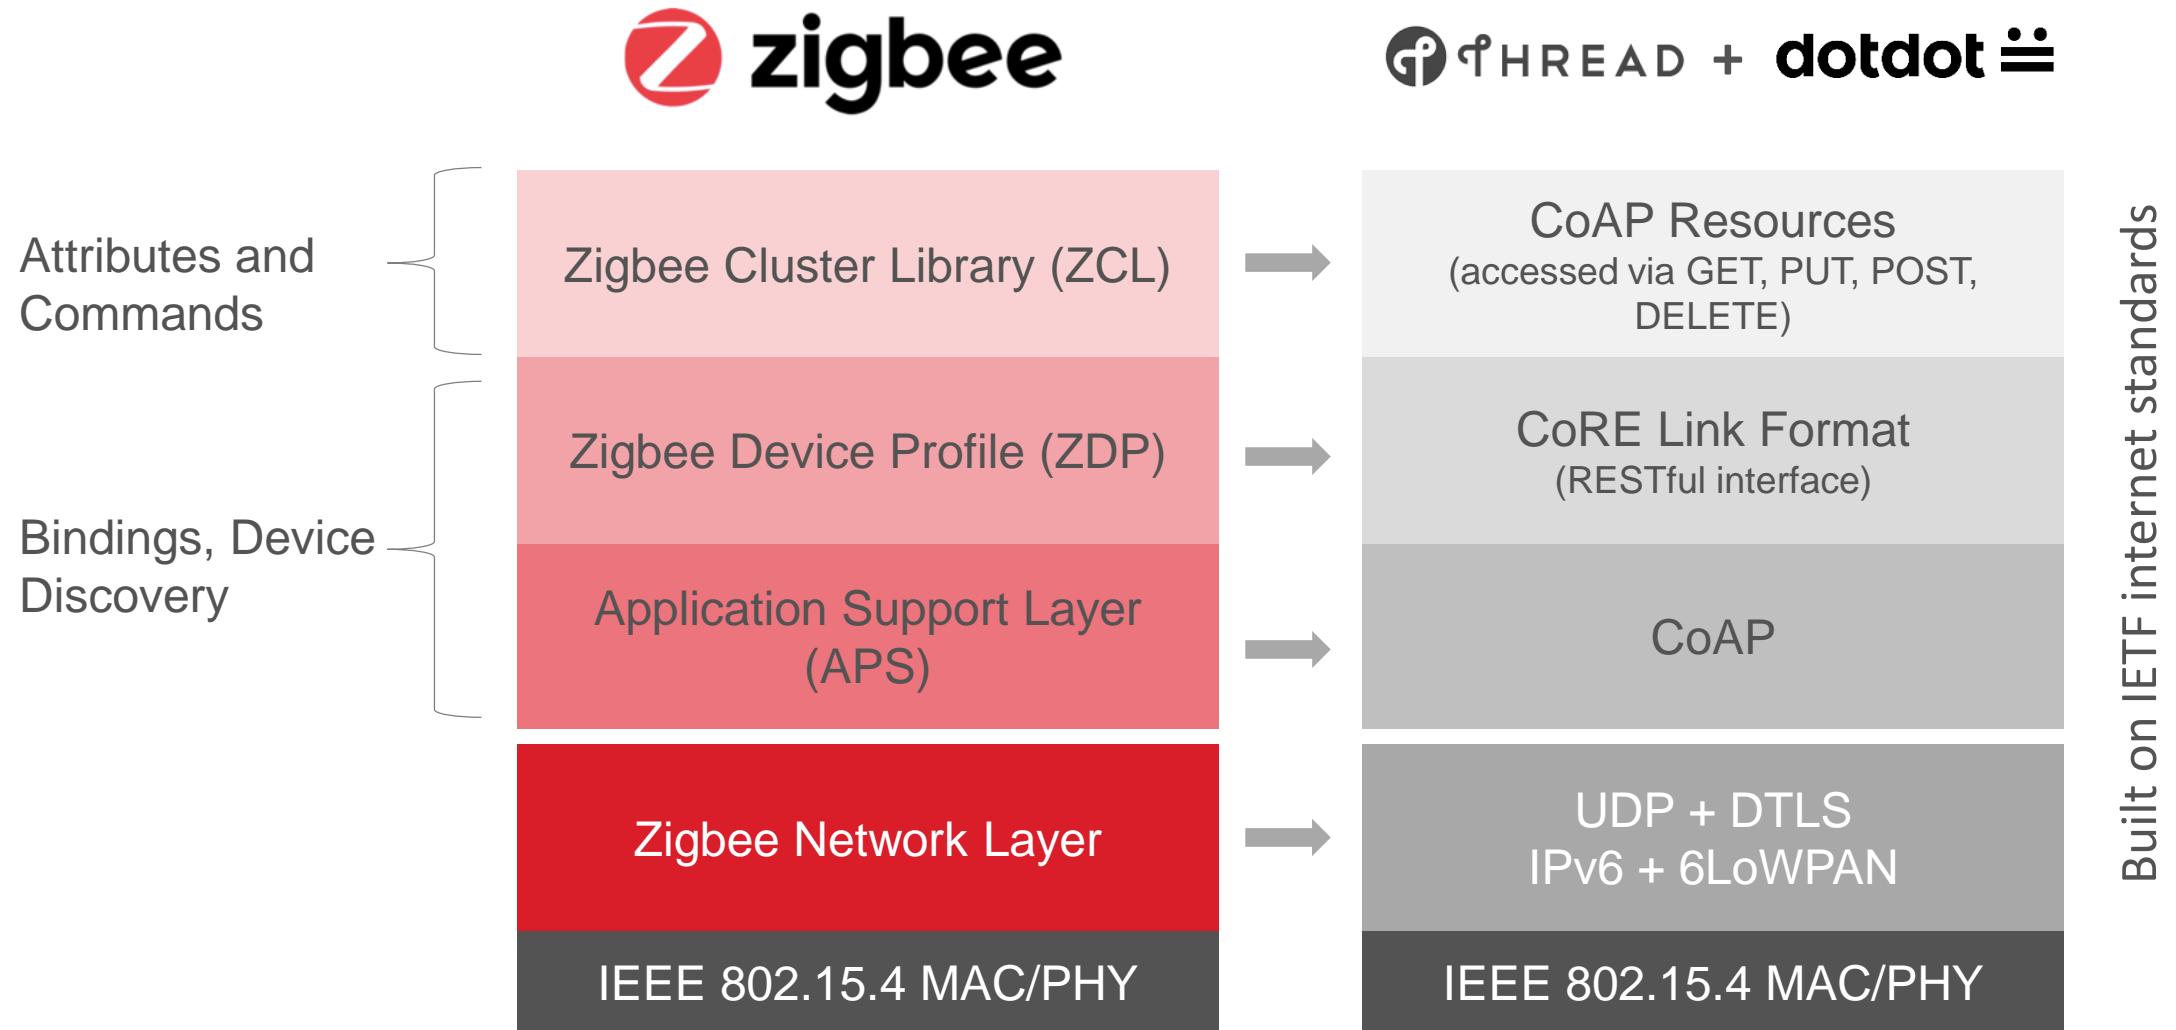 zigbee
THREAD + dotdot
Attributes and
Commands
Zigbee Cluster Library (ZCL)
CoAP Resources
(accessed via GET, PUT, POST,
DELETE)
Bindings, Device
Discovery
Zigbee Device Profile (ZDP)
CoRE Link Format
(RESTful interface)
Application Support Layer
(APS)
CoAP
Zigbee Network Layer
UDP + DTLS
IPv6 + 6LoWPAN
IEEE 802.15.4 MAC/PHY
IEEE 802.15.4 MAC/PHY
Built on IETF internet standards